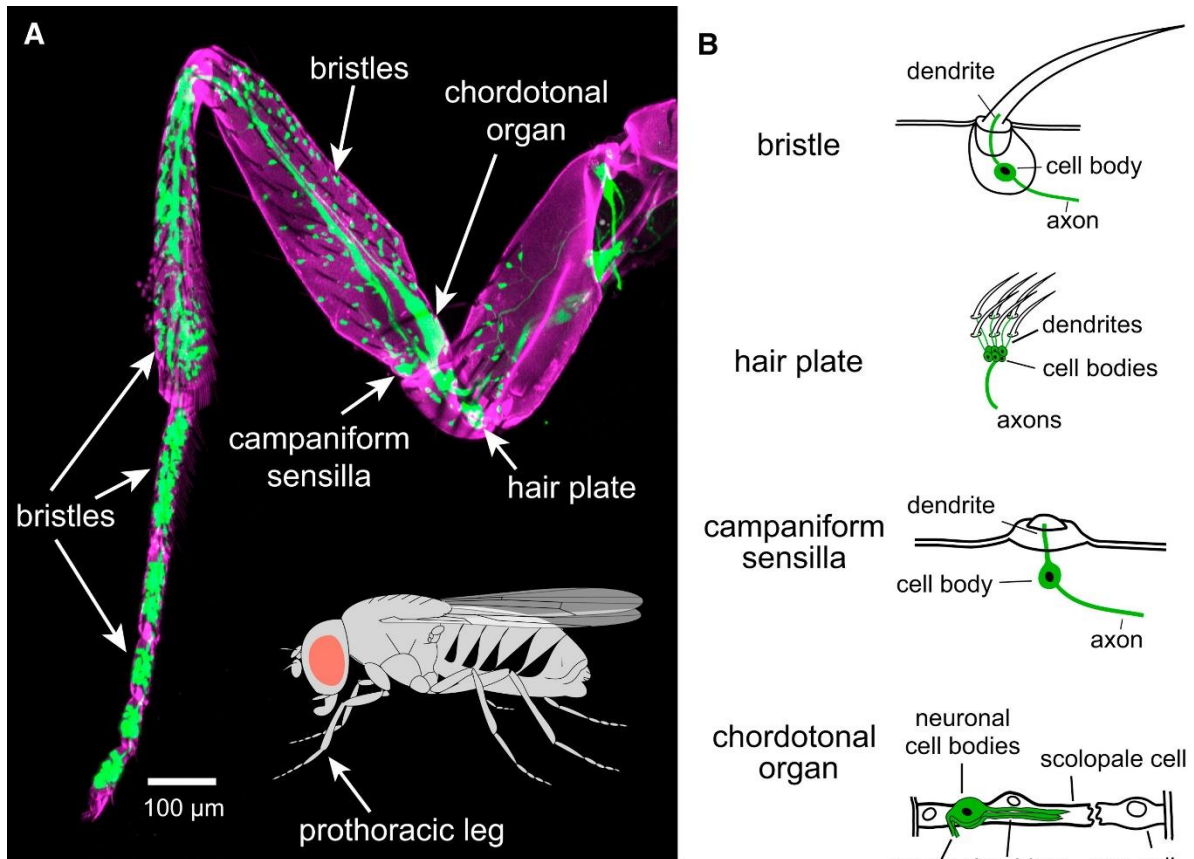 A
bristles
chordotonal
organ
campaniform
sensilla
hair plate
bristles
100 µm
prothoracic leg
B
bristle
dendrite
cell body
axon
hair plate
dendrites
cell bodies
axons
campaniform
sensilla
dendrite
cell body
axon
chordotonal
organ
neuronal
cell bodies
scolopale cell